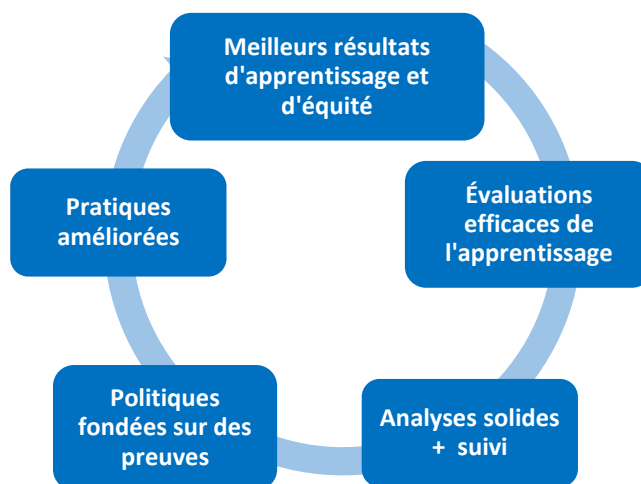 Meilleurs résultats
d'apprentissage et
d'équité
Évaluations
efficaces de
l'apprentissage
Analyses solides
+ suivi
Politiques
fondées sur des
preuves
Pratiques
améliorées